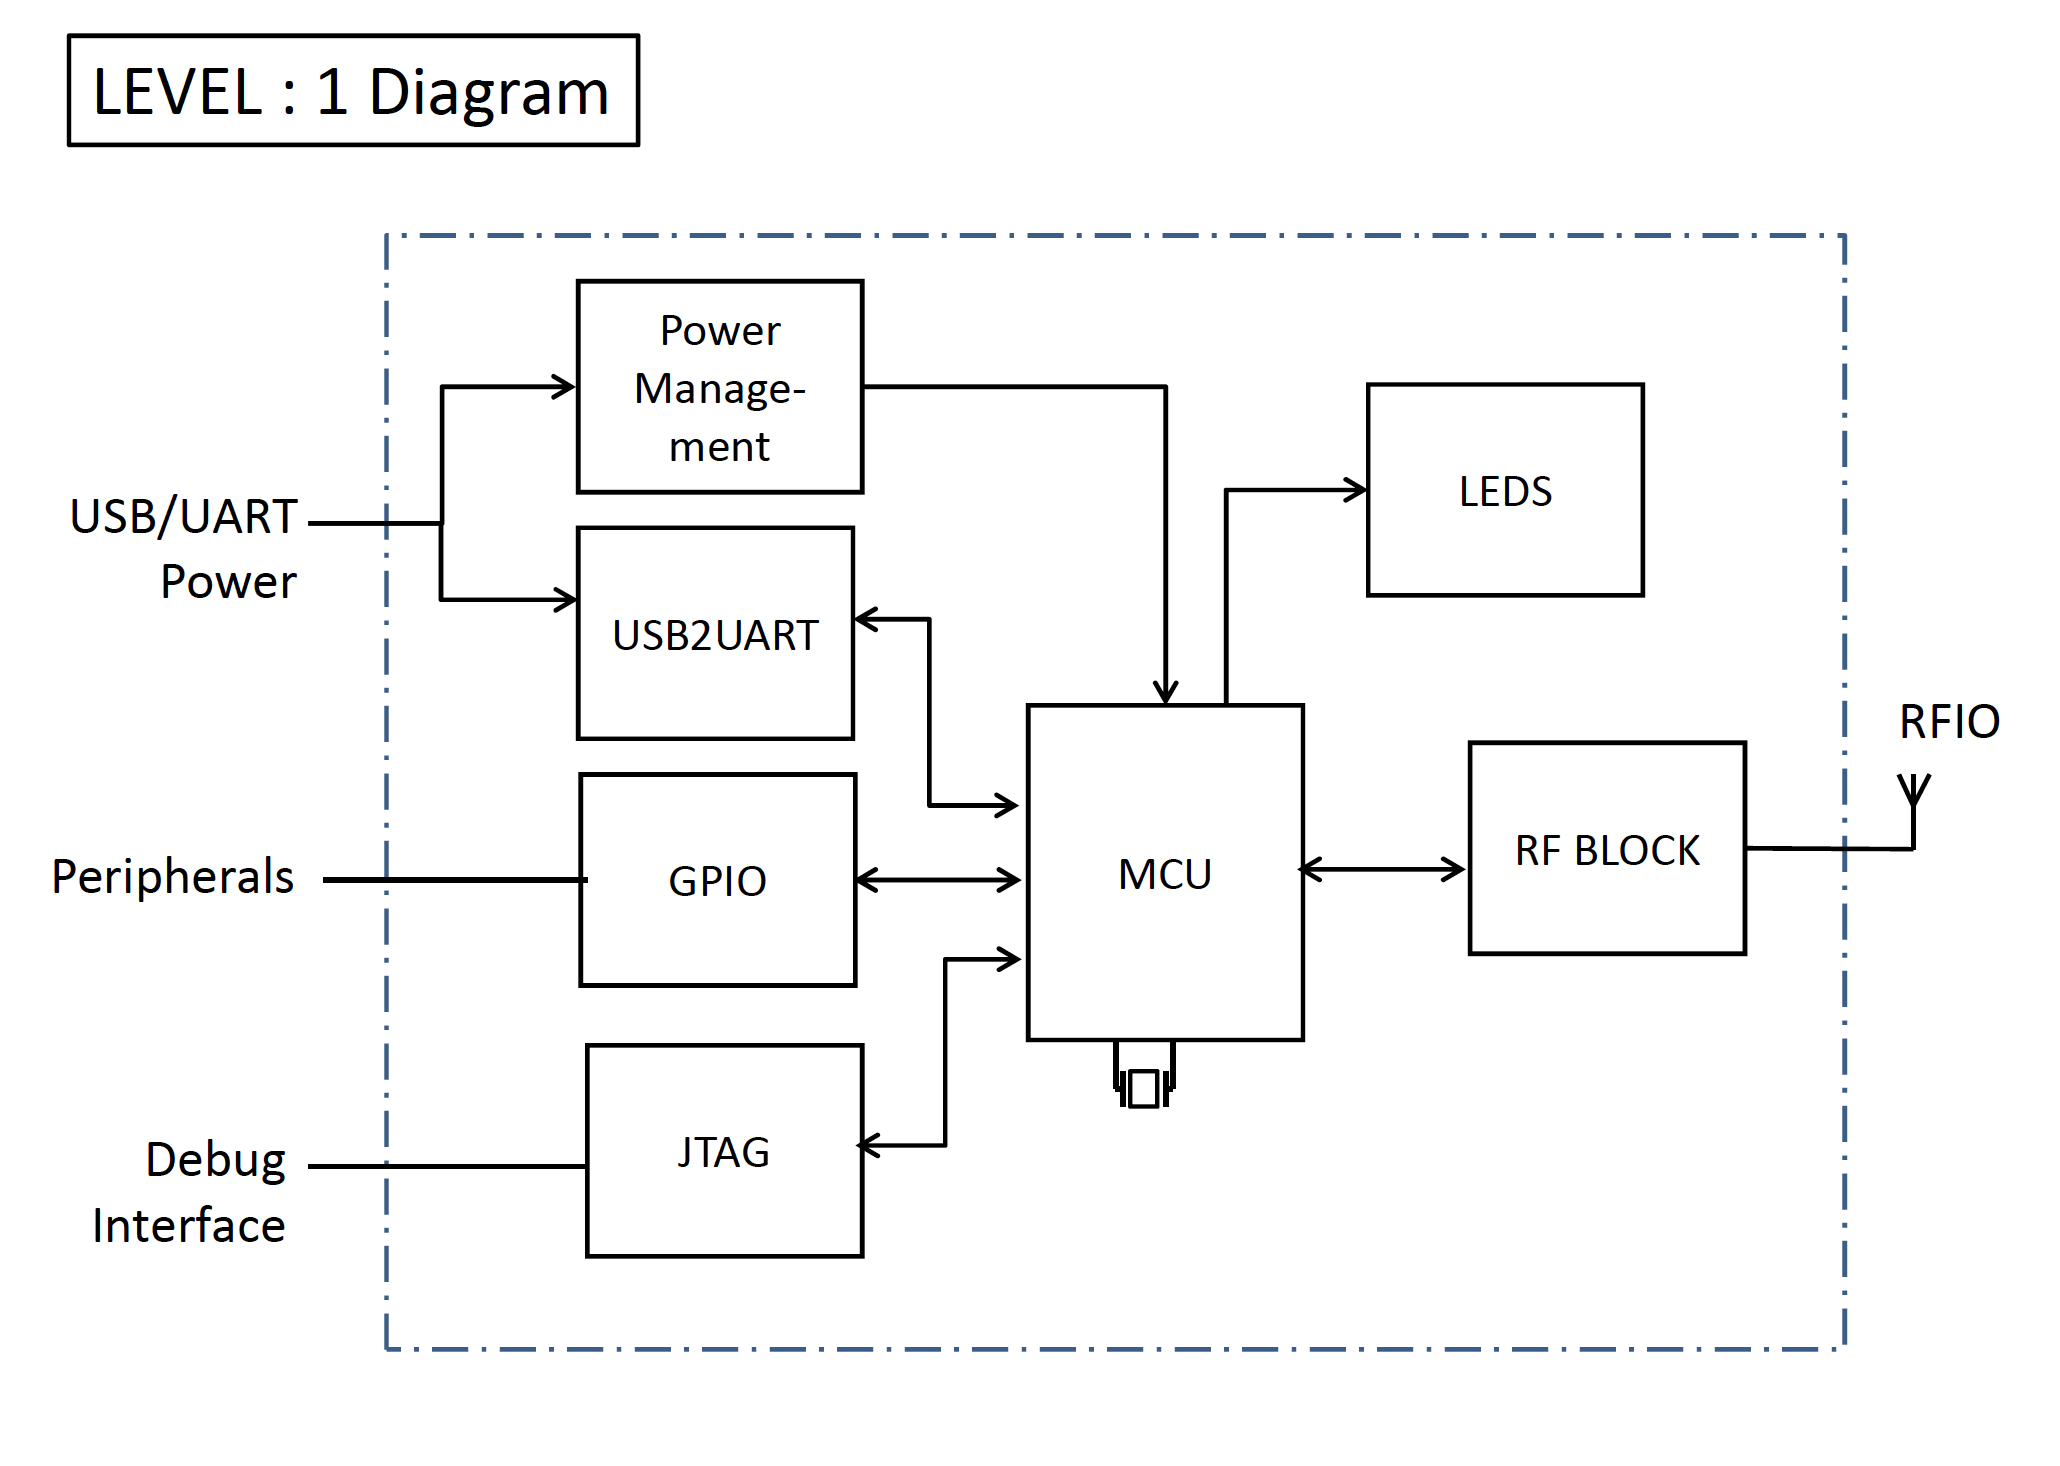 LEVEL : 1 Diagram
Power
Manage-
ment
LEDS
USB/UART
Power
USB2UART
RFIO
Peripherals
GPIO
MCU
RF BLOCK
Debug
Interface
JTAG